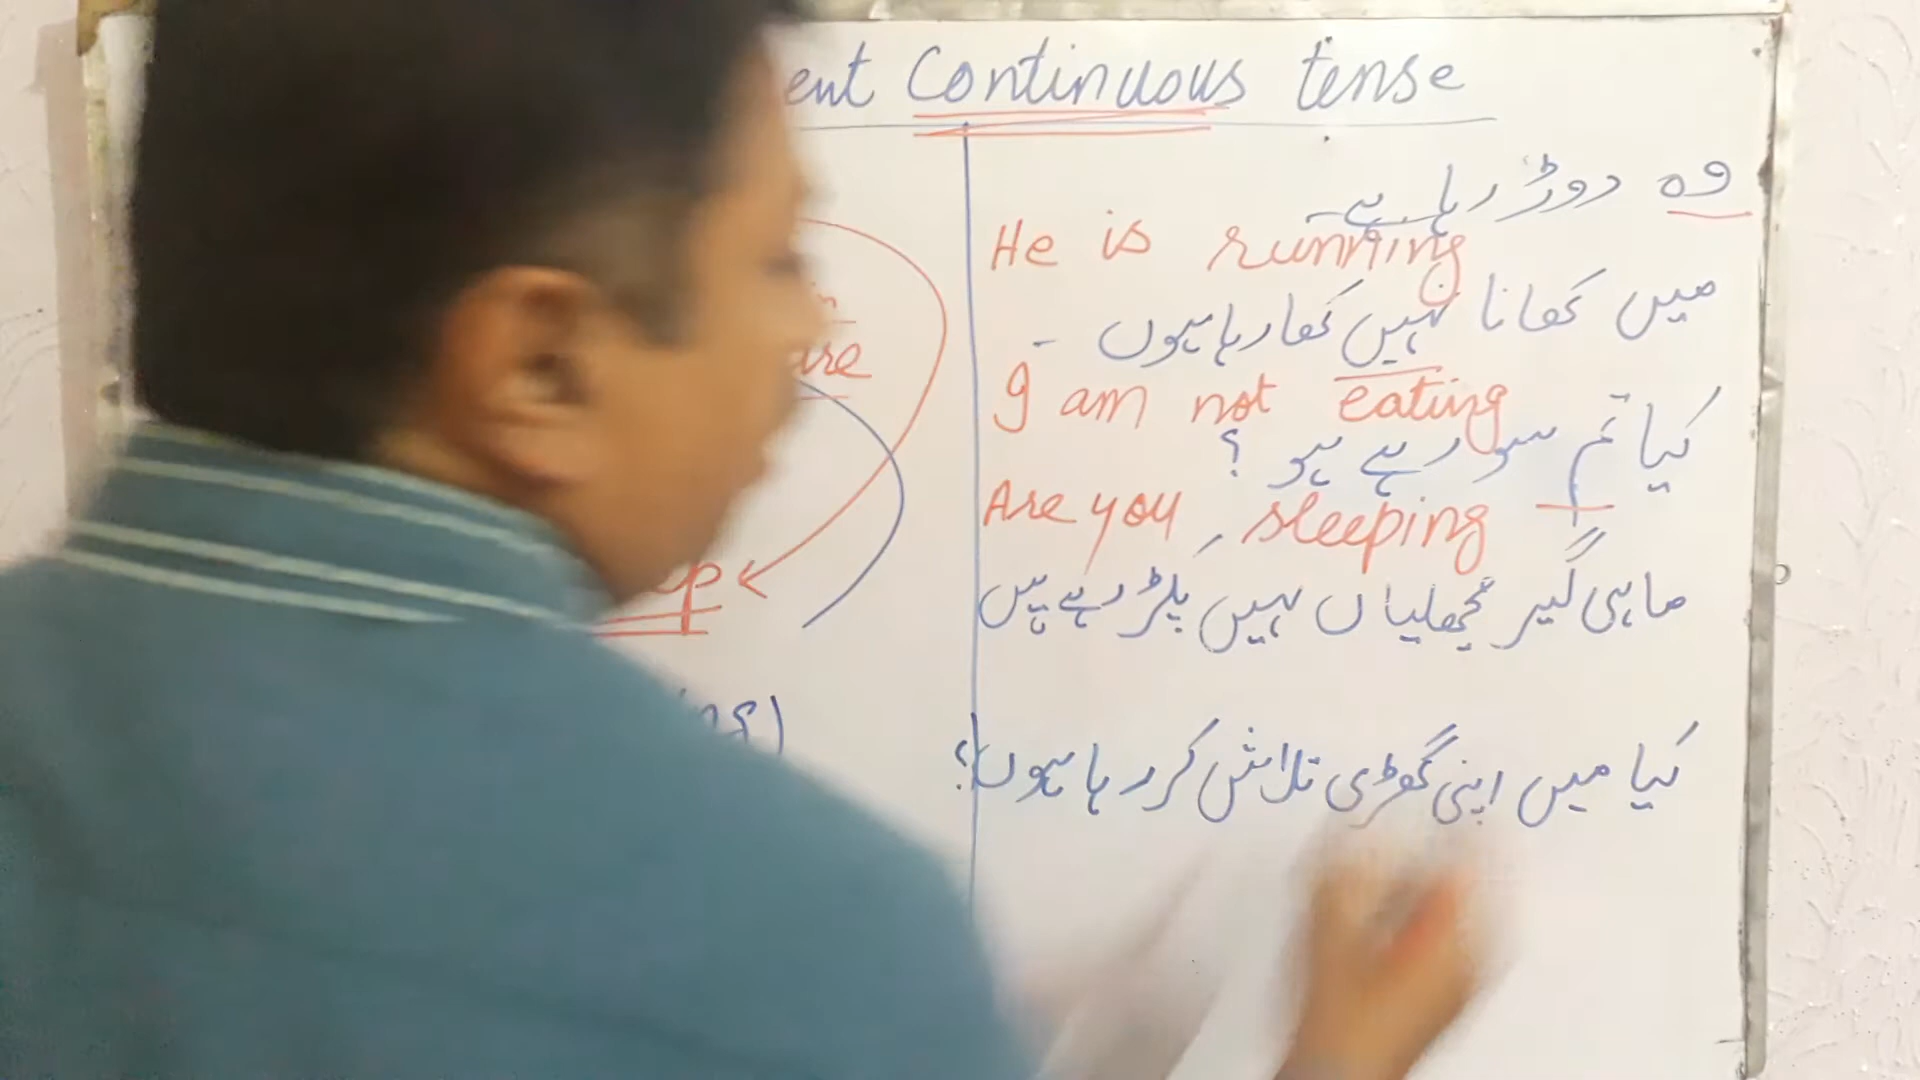 ent Continuous tense
وہ دوڑ رہا ہے۔
He is running
میں کھانا نہیں کھا رہا ہوں -
I am not eating
کیا تم سو رہے ہو ؟
Are you sleeping
ماہی گیر مچھلیاں نہیں پکڑ رہے ہیں
کیا میں اپنی گھڑی تلاش کر رہا ہوں؟